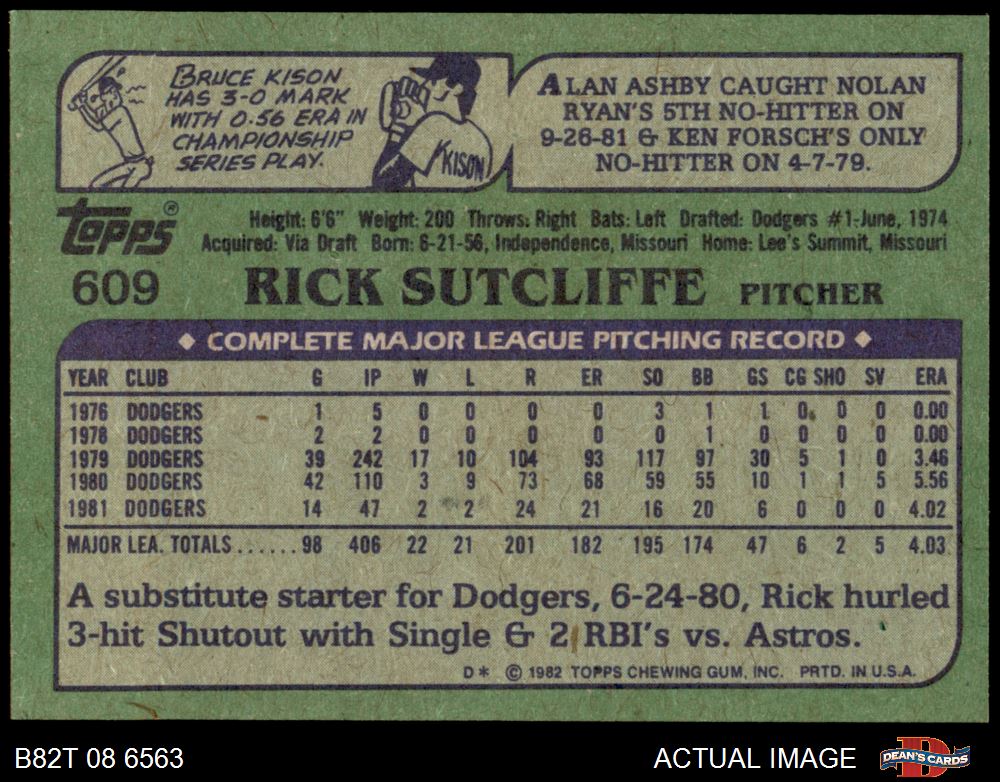 BRUCE KISON
HAS 3-0 MARK
WITH 0.56 ERA IN
CHAMPIONSHIP
SERIES PLAY.
KISON
ALAN ASHBY CAUGHT NOLAN
RYAN'S 5TH NO-HITTER ON
9-26-81 & KEN FORSCH'S ONLY
NO-HITTER ON 4-7-79.
Topps®
Height: 6'6" Weight: 200 Throws: Right Bats: Left Drafted: Dodgers #1-June, 1974
Acquired: Via Draft Born: 6-21-56, Independence, Missouri Home: Lee's Summit, Missouri
609 RICK SUTCLIFFE PITCHER
◆ COMPLETE MAJOR LEAGUE PITCHING RECORD ◆
YEAR CLUB G IP W L R ER SO BB GS CG SHO SV ERA
1976 DODGERS 1 5 0 0 0 0 3 1 1 0 0 0 0.00
1978 DODGERS 2 2 0 0 0 0 0 1 0 0 0 0 0.00
1979 DODGERS 39 242 17 10 104 93 117 97 30 5 1 0 3.46
1980 DODGERS 42 110 3 9 73 68 59 55 10 1 1 5 5.56
1981 DODGERS 14 47 2 2 24 21 16 20 6 0 0 0 4.02
MAJOR LEA. TOTALS......98 406 22 21 201 182 195 174 47 6 2 5 4.03
A substitute starter for Dodgers, 6-24-80, Rick hurled
3-hit Shutout with Single & 2 RBI's vs. Astros.
D* © 1982 TOPPS CHEWING GUM, INC. PRTD. IN U.S.A.
B82T 08 6563 ACTUAL IMAGE DEAN'S CARDS